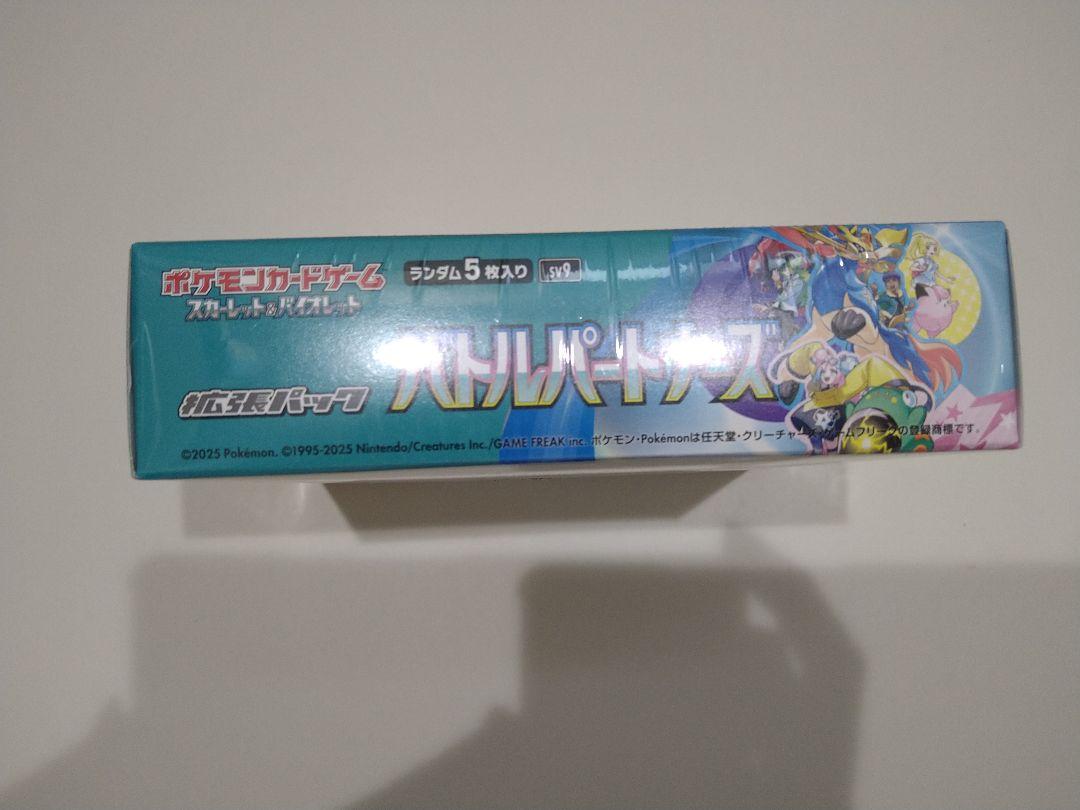 ポケモンカードゲーム
スカーレット&バイオレット
ランダム5枚入り
SV9
拡張パック
バトルパートナーズ
©2025 Pokémon. ©1995-2025 Nintendo/Creatures Inc./GAME FREAK inc. ポケモン・Pokémonは任天堂・クリーチャーズ・ゲームフリークの登録商標です。